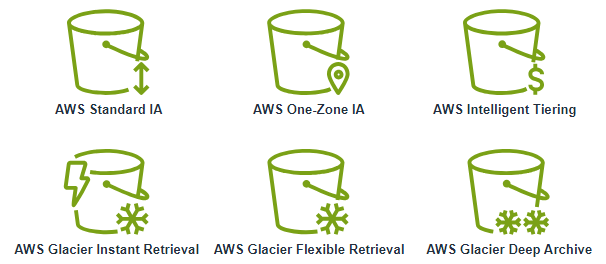 AWS Standard IA
AWS One-Zone IA
AWS Intelligent Tiering
$
AWS Glacier Instant Retrieval
AWS Glacier Flexible Retrieval
AWS Glacier Deep Archive